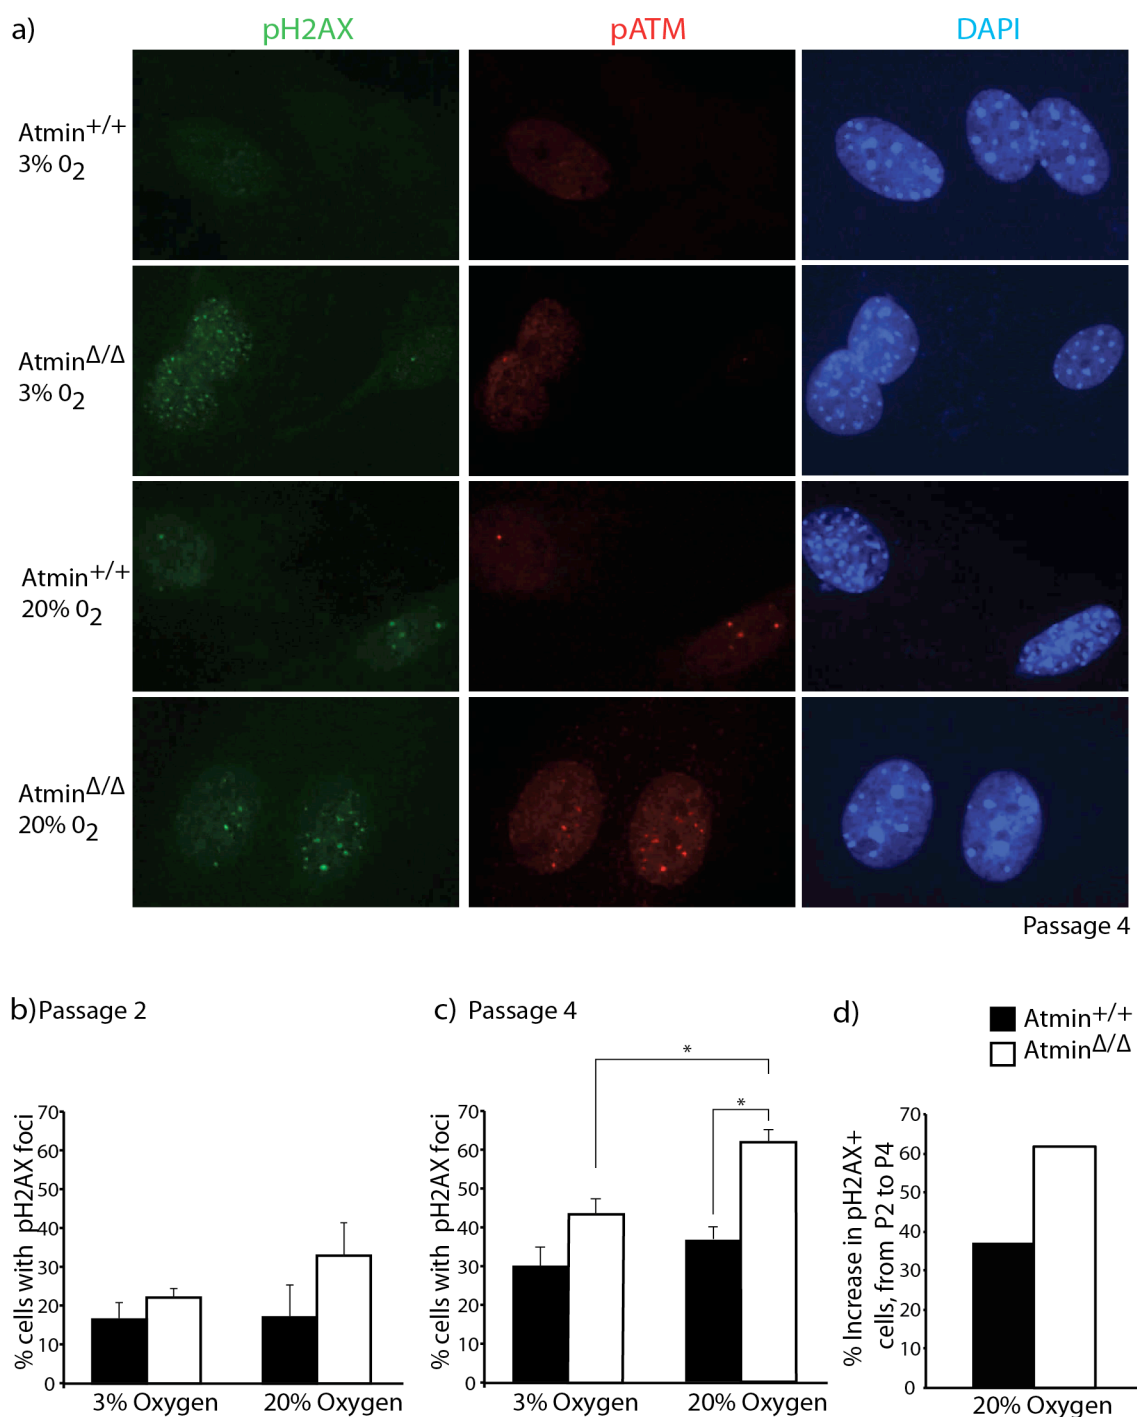 a) pH2AX pATM DAPI
Atmin+/+
3% 02
AtminΔ/Δ
3% 02
Atmin+/+
20% 02
AtminΔ/Δ
20% 02
Passage 4
b)Passage 2
% cells with pH2AX foci
70
60
50
40
30
20
10
0
3% Oxygen 20% Oxygen
c) Passage 4
% cells with pH2AX foci
70
60
50
40
30
20
10
0
*
*
3% Oxygen 20% Oxygen
d)
Atmin+/+
AtminΔ/Δ
% Increase in pH2AX+
cells, from P2 to P4
70
60
50
40
30
20
10
0
20% Oxygen